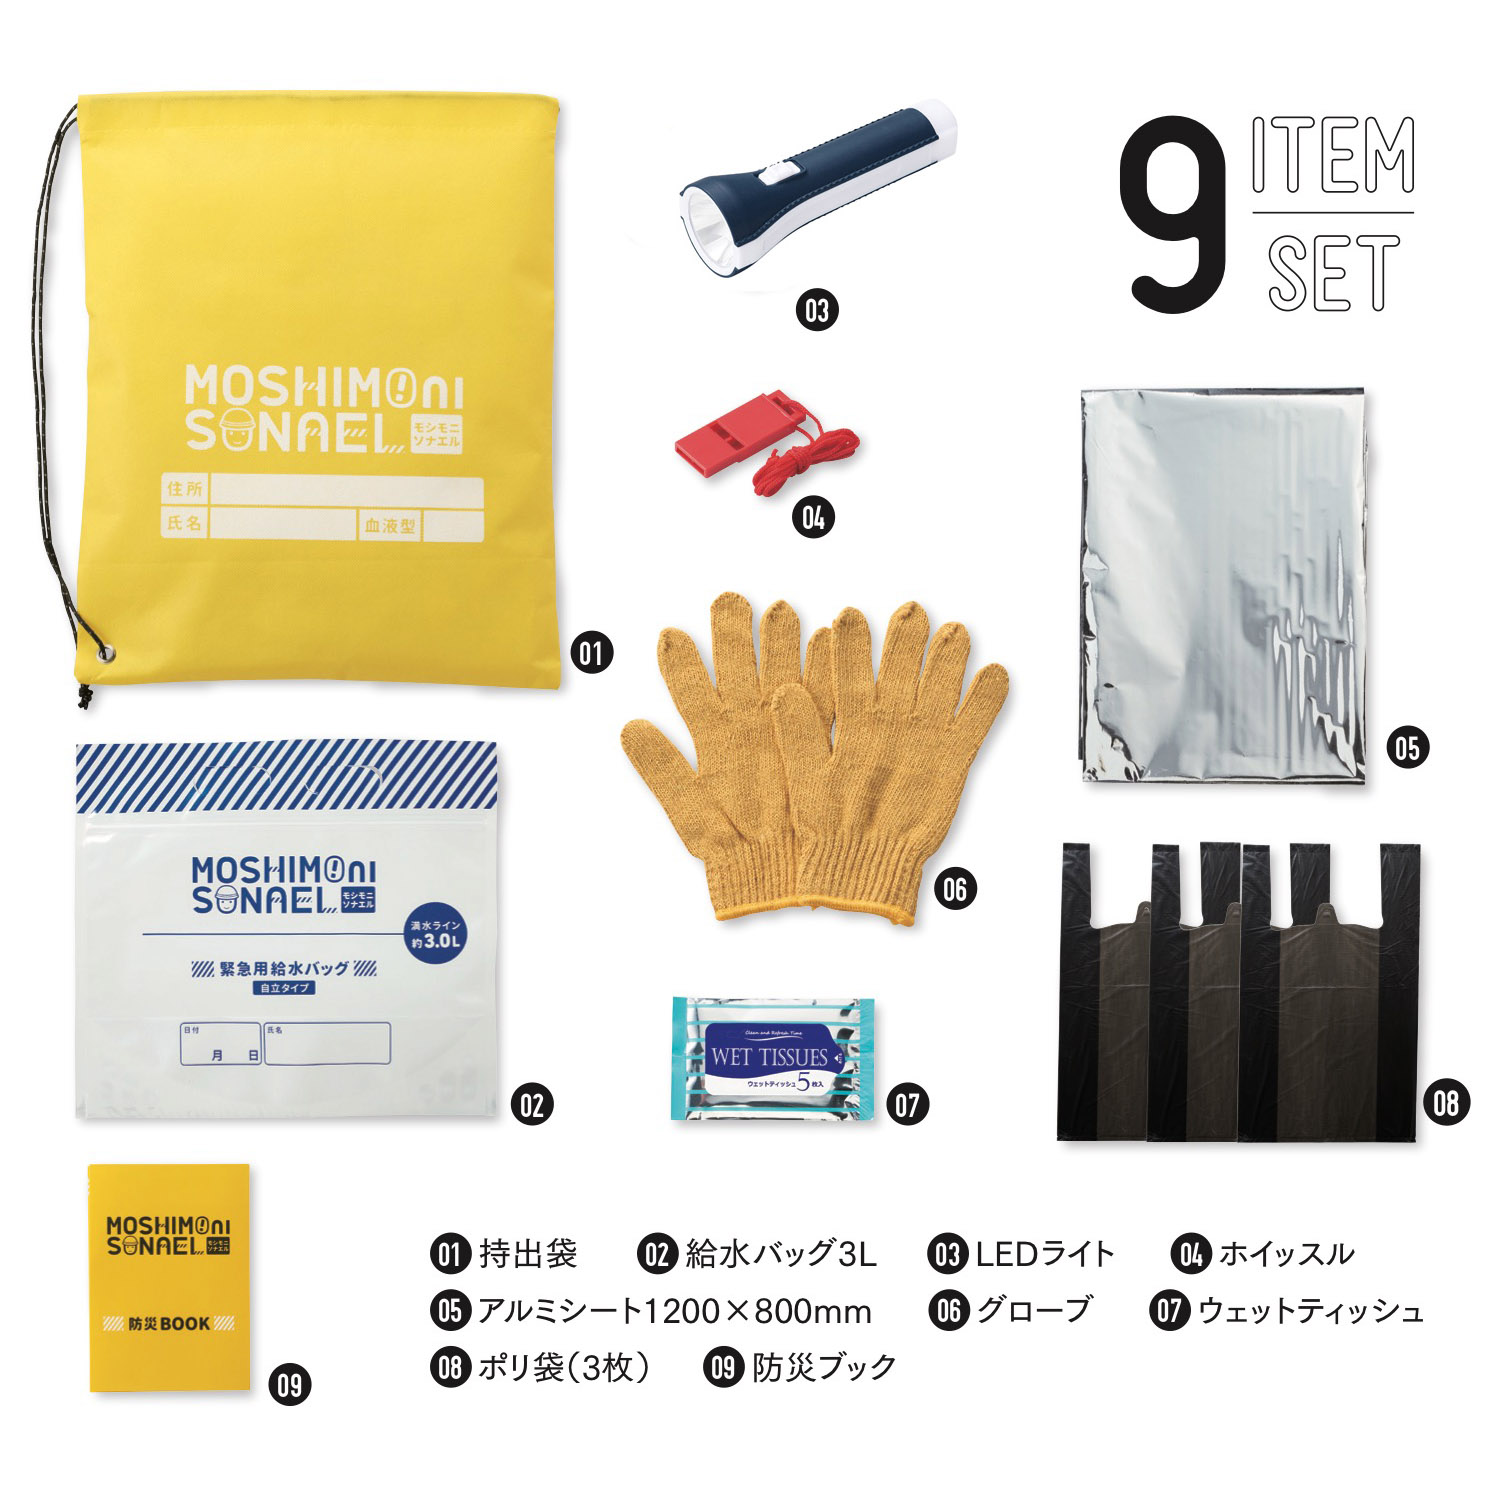 MOSHIMOni
SONAEL モシモニ
ソナエル
住所
氏名 血液型
01
03
9 ITEM
SET
04
05
06
MOSHIMOni
SONAEL モシモニ
ソナエル
満水ライン
約3.0L
緊急用給水バッグ
自立タイプ
日付 氏名
月 日
02
Clean and Refresh Time
WET TISSUES
ウェットティッシュ5枚入
07
08
MOSHIMOni
SONAEL モシモニ
ソナエル
防災BOOK
09
01 持出袋 02 給水バッグ3L 03 LEDライト 04 ホイッスル
05 アルミシート1200×800mm 06 グローブ 07 ウェットティッシュ
08 ポリ袋(3枚) 09 防災ブック